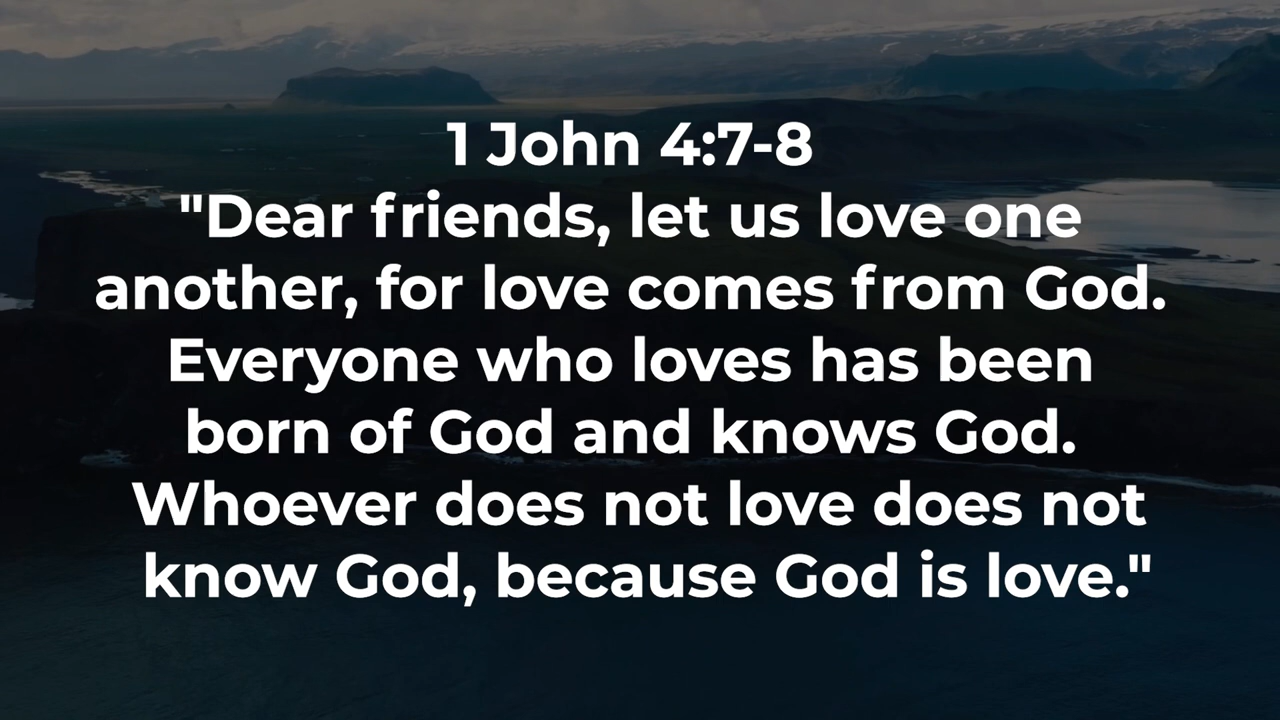 1 John 4:7-8
"Dear friends, let us love one
another, for love comes from God.
Everyone who loves has been
born of God and knows God.
Whoever does not love does not
know God, because God is love."